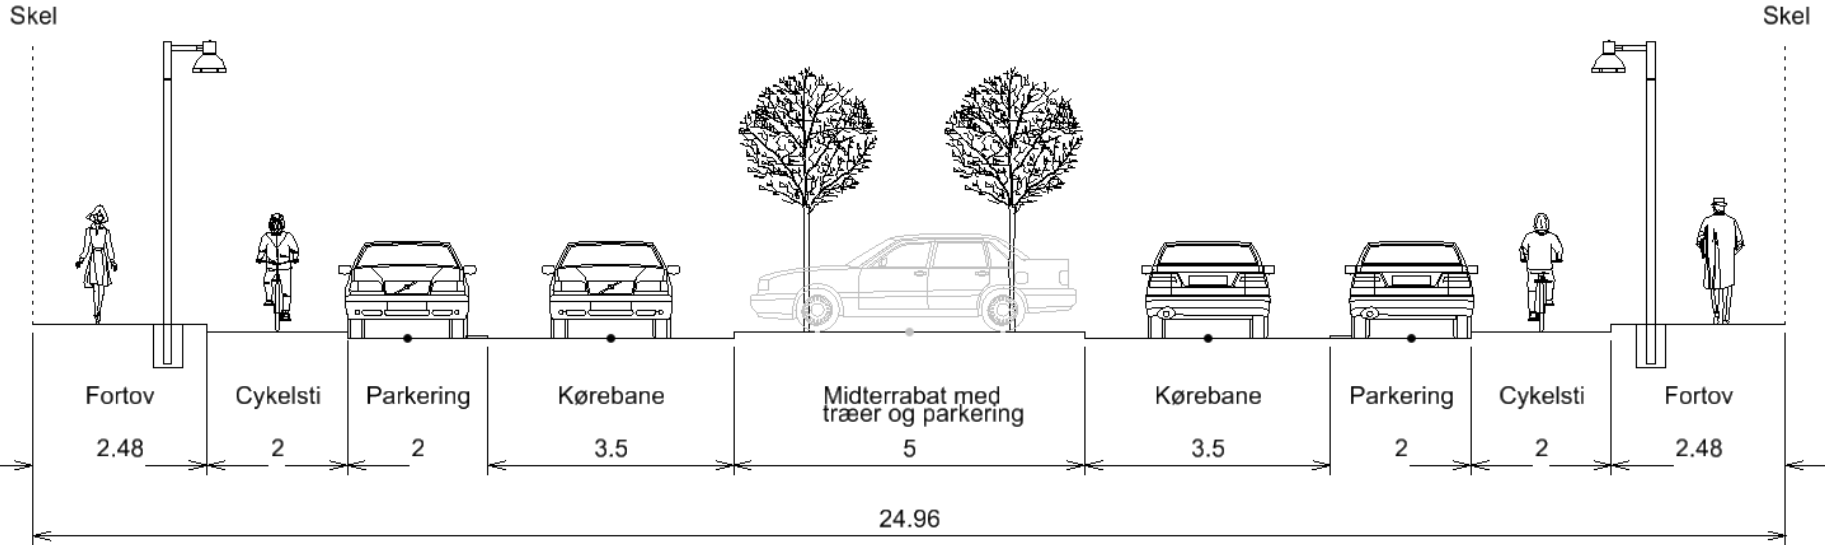 Skel Skel
Fortov Cykelsti Parkering Kørebane Midterrabat med Kørebane Parkering Cykelsti Fortov
træer og parkering
2.48 2 2 3.5 5 3.5 2 2 2.48
24.96